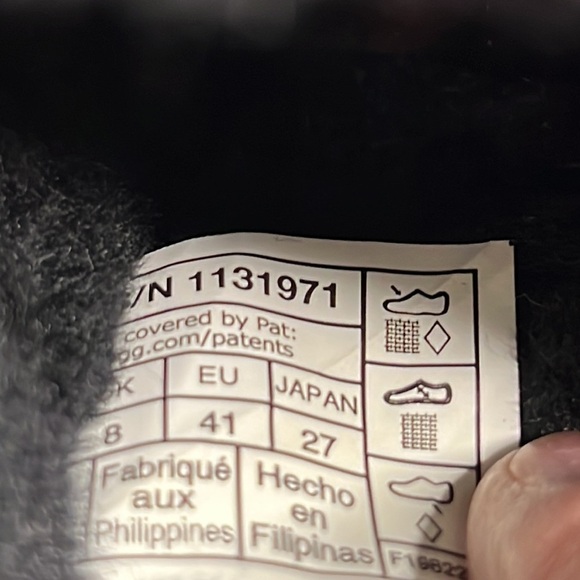 /N 1131971
covered by Pat:
gg.com/patents
K EU JAPAN
8 41 27
Fabriqué
aux
Philippines
Hecho
en
Filipinas